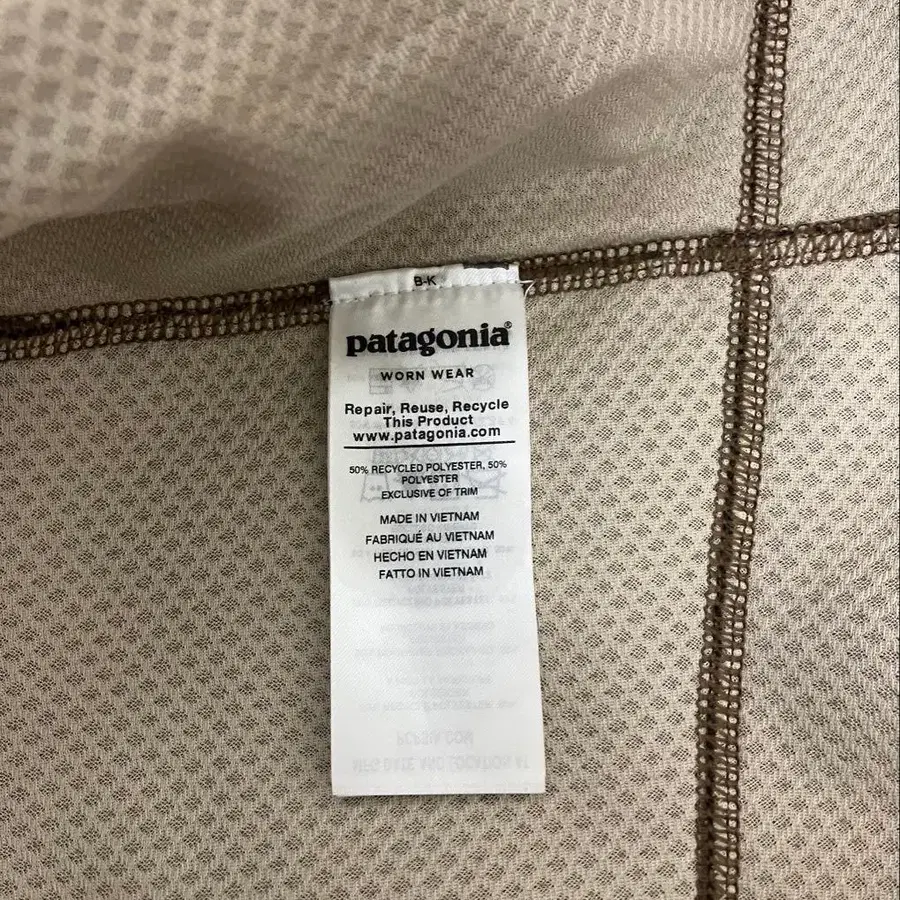 B-K
patagonia®
WORN WEAR
Repair, Reuse, Recycle
This Product
www.patagonia.com
50% RECYCLED POLYESTER, 50%
POLYESTER
EXCLUSIVE OF TRIM
MADE IN VIETNAM
FABRIQUÉ AU VIETNAM
HECHO EN VIETNAM
FATTO IN VIETNAM